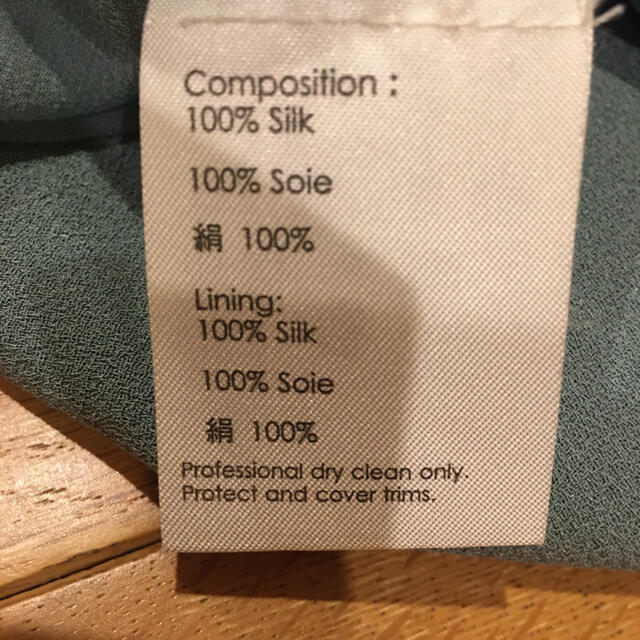 Composition :
100% Silk
100% Soie
絹 100%
Lining:
100% Silk
100% Soie
絹 100%
Professional dry clean only.
Protect and cover trims.